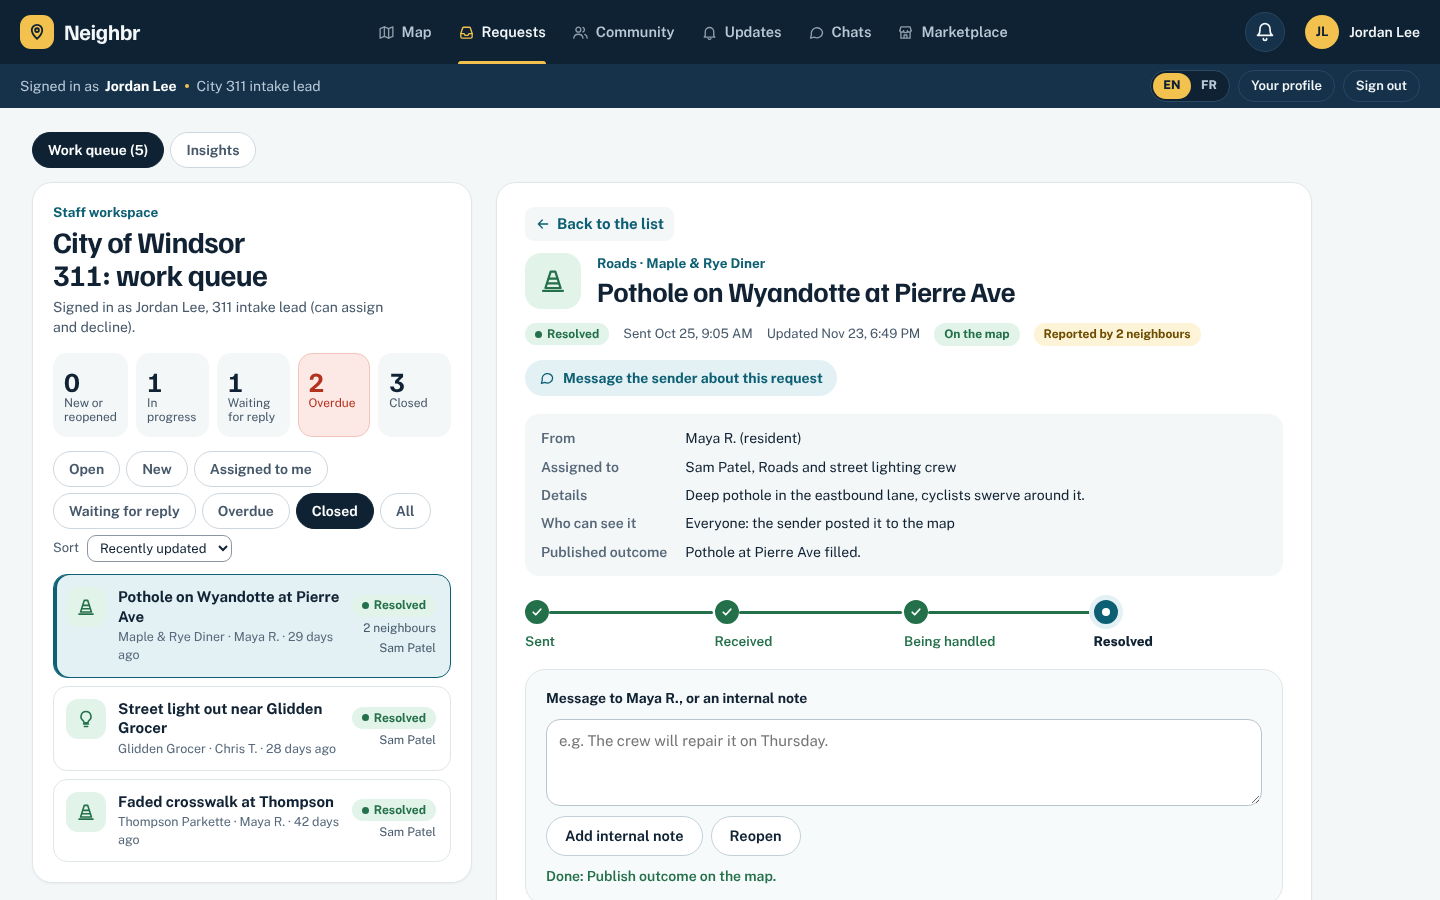 Neighbr
Map
Requests
Community
Updates
Chats
Marketplace
JL
Jordan Lee
Signed in as Jordan Lee • City 311 intake lead
EN
FR
Your profile
Sign out
Work queue (5)
Insights
Staff workspace
City of Windsor
311: work queue
Signed in as Jordan Lee, 311 intake lead (can assign
and decline).
0
New or
reopened
1
In
progress
1
Waiting
for reply
2
Overdue
3
Closed
Open
New
Assigned to me
Waiting for reply
Overdue
Closed
All
Sort
Recently updated
Pothole on Wyandotte at Pierre
Ave
Maple & Rye Diner · Maya R. · 29 days
ago
Resolved
2 neighbours
Sam Patel
Street light out near Glidden
Grocer
Glidden Grocer · Chris T. · 28 days ago
Resolved
Sam Patel
Faded crosswalk at Thompson
Thompson Parkette · Maya R. · 42 days
ago
Resolved
Sam Patel
← Back to the list
Roads · Maple & Rye Diner
Pothole on Wyandotte at Pierre Ave
Resolved
Sent Oct 25, 9:05 AM
Updated Nov 23, 6:49 PM
On the map
Reported by 2 neighbours
Message the sender about this request
From
Maya R. (resident)
Assigned to
Sam Patel, Roads and street lighting crew
Details
Deep pothole in the eastbound lane, cyclists swerve around it.
Who can see it
Everyone: the sender posted it to the map
Published outcome
Pothole at Pierre Ave filled.
Sent
Received
Being handled
Resolved
Message to Maya R., or an internal note
e.g. The crew will repair it on Thursday.
Add internal note
Reopen
Done: Publish outcome on the map.